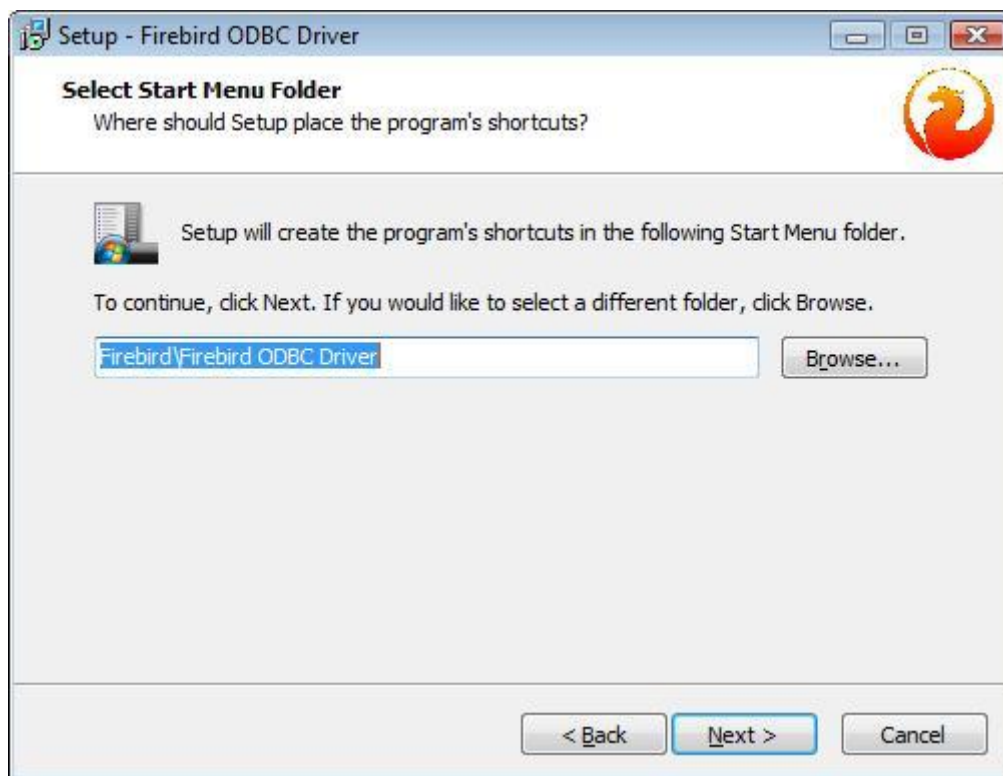 Setup - Firebird ODBC Driver
Select Start Menu Folder
Where should Setup place the program's shortcuts?
Setup will create the program's shortcuts in the following Start Menu folder.
To continue, click Next. If you would like to select a different folder, click Browse.
Firebird\Firebird ODBC Driver
Browse...
< Back
Next >
Cancel